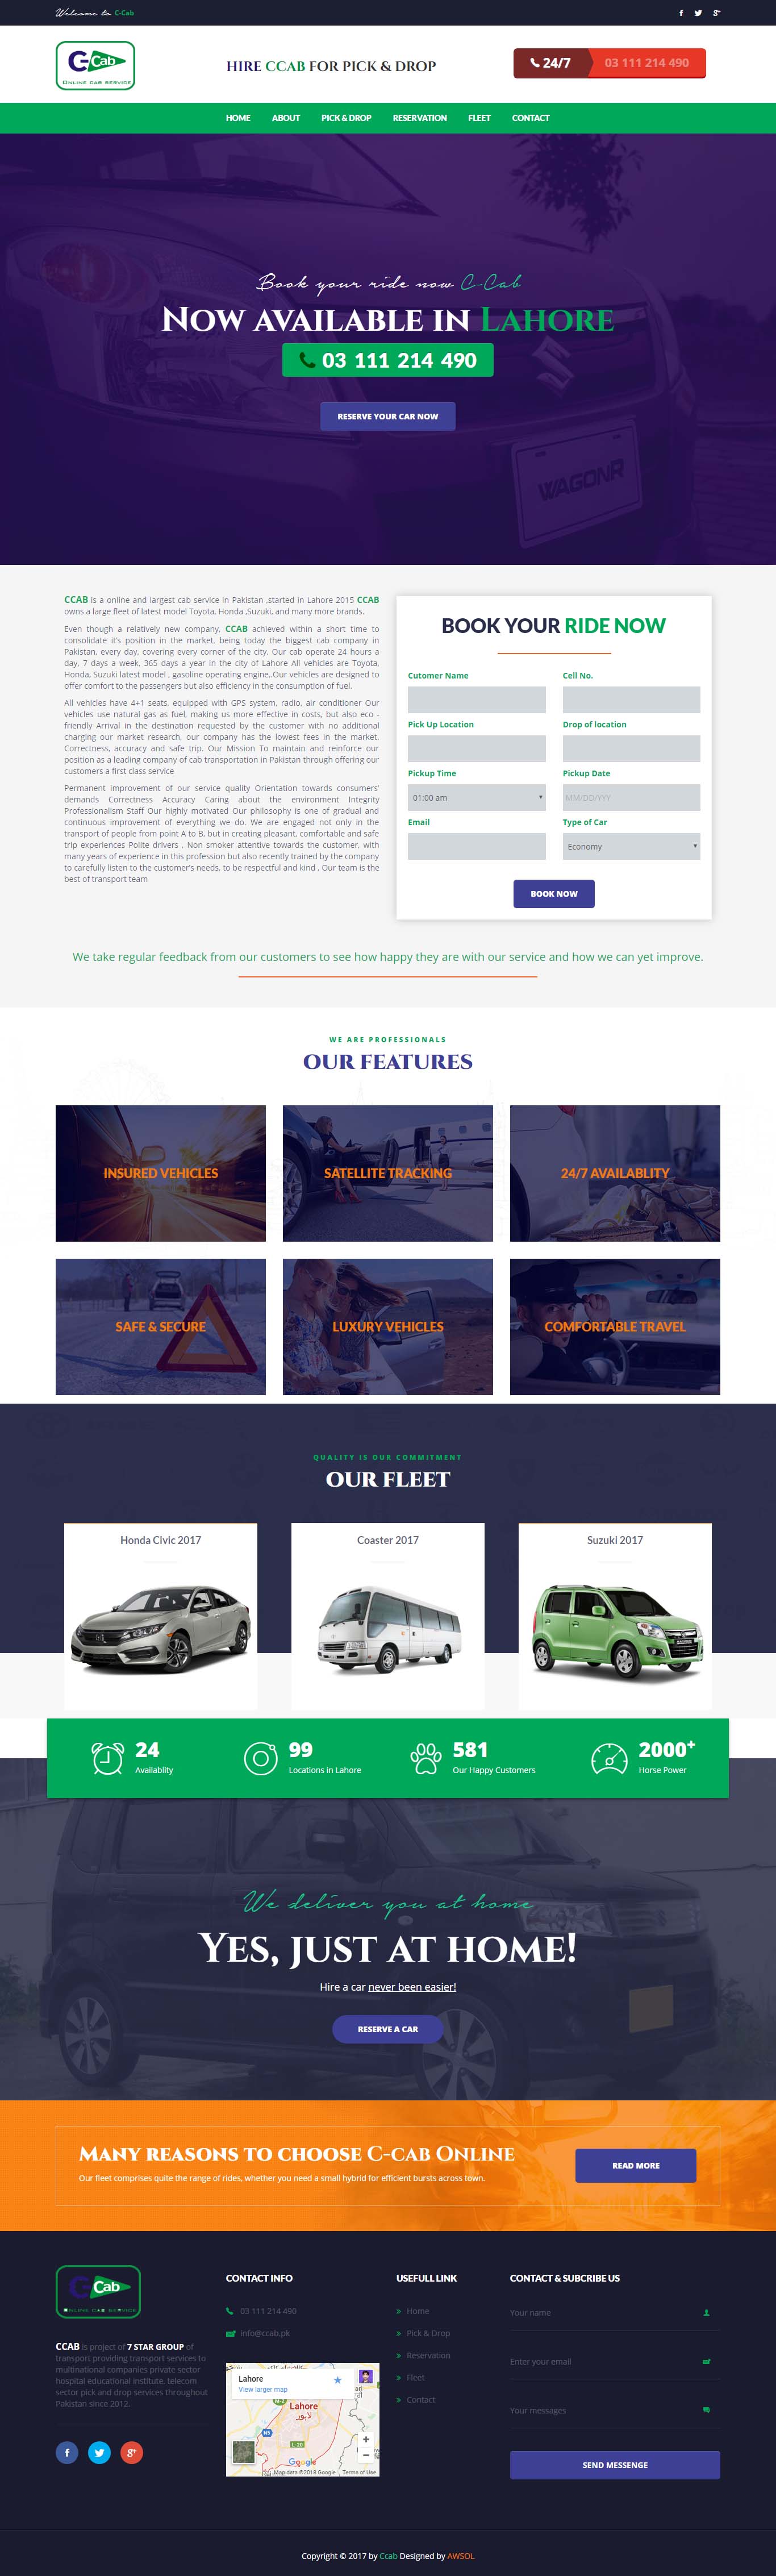 Welcome to C-Cab
C-Cab
ONLINE CAB SERVICE
HIRE CCAB FOR PICK & DROP
24/7 03 111 214 490
HOME ABOUT PICK & DROP RESERVATION FLEET CONTACT
Book your ride now C-Cab
NOW AVAILABLE IN LAHORE
03 111 214 490
RESERVE YOUR CAR NOW
WAGONR
CCAB is a online and largest cab service in Pakistan ,started in Lahore 2015 CCAB
owns a large fleet of latest model Toyota, Honda ,Suzuki, and many more brands.
Even though a relatively new company, CCAB achieved within a short time to
consolidate it's position in the market, being today the biggest cab company in
Pakistan, every day, covering every corner of the city. Our cab operate 24 hours a
day, 7 days a week, 365 days a year in the city of Lahore All vehicles are Toyota,
Honda, Suzuki latest model , gasoline operating engine,.Our vehicles are designed to
offer comfort to the passengers but also efficiency in the consumption of fuel.
All vehicles have 4+1 seats, equipped with GPS system, radio, air conditioner Our
vehicles use natural gas as fuel, making us more effective in costs, but also eco -
friendly Arrival in the destination requested by the customer with no additional
charging our market research, our company has the lowest fees in the market.
Correctness, accuracy and safe trip. Our Mission To maintain and reinforce our
position as a leading company of cab transportation in Pakistan through offering our
customers a first class service
Permanent improvement of our service quality Orientation towards consumers'
demands Correctness Accuracy Caring about the environment Integrity
Professionalism Staff Our highly motivated Our philosophy is one of gradual and
continuous improvement of everything we do. We are engaged not only in the
transport of people from point A to B, but in creating pleasant, comfortable and safe
trip experiences Polite drivers , Non smoker attentive towards the customer, with
many years of experience in this profession but also recently trained by the company
to carefully listen to the customer's needs, to be respectful and kind , Our team is the
best of transport team
BOOK YOUR RIDE NOW
Cutomer Name Cell No.
Pick Up Location Drop of location
Pickup Time Pickup Date
01:00 am MM/DD/YYY
Email Type of Car
Economy
BOOK NOW
We take regular feedback from our customers to see how happy they are with our service and how we can yet improve.
WE ARE PROFESSIONALS
OUR FEATURES
INSURED VEHICLES SATELLITE TRACKING 24/7 AVAILABLITY
SAFE & SECURE LUXURY VEHICLES COMFORTABLE TRAVEL
QUALITY IS OUR COMMITMENT
OUR FLEET
Honda Civic 2017 Coaster 2017 Suzuki 2017
24 99 581 2000+
Availablity Locations in Lahore Our Happy Customers Horse Power
We deliver you at home
YES, JUST AT HOME!
Hire a car never been easier!
RESERVE A CAR
MANY REASONS TO CHOOSE C-CAB ONLINE
Our fleet comprises quite the range of rides, whether you need a small hybrid for efficient bursts across town.
READ MORE
C-Cab
ONLINE CAB SERVICE
CCAB is project of 7 STAR GROUP of
transport providing transport services to
multinational companies private sector
hospital educational institute, telecom
sector pick and drop services throughout
Pakistan since 2012.
CONTACT INFO
03 111 214 490
info@ccab.pk
Lahore
View larger map
Lahore
لاہور
N5
L-20
Google
Map data ©2018 Google Terms of Use
USEFULL LINK
Home
Pick & Drop
Reservation
Fleet
Contact
CONTACT & SUBCRIBE US
Your name
Enter your email
Your messages
SEND MESSENGE
Copyright © 2017 by Ccab Designed by AWSOL